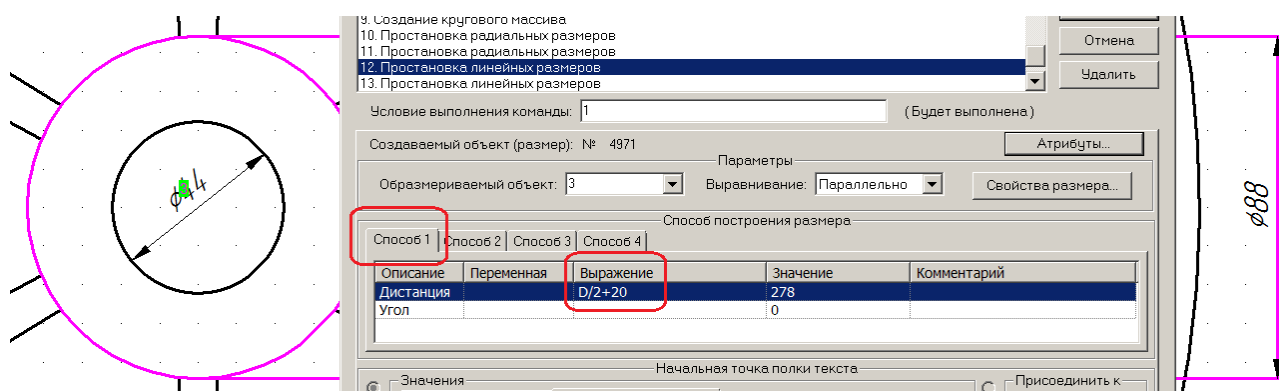 9. Создание кругового массива
10. Простановка радиальных размеров
11. Простановка радиальных размеров
12. Простановка линейных размеров
13. Простановка линейных размеров
Отмена
Удалить
Условие выполнения команды: 1 (Будет выполнена)
Создаваемый объект (размер): № 4971 Атрибуты...
Параметры
Образмериваемый объект: 3 Выравнивание: Параллельно Свойства размера...
Способ построения размера
Способ 1 Способ 2 Способ 3 Способ 4
Описание Переменная Выражение Значение Комментарий
Дистанция D/2+20 278
Угол 0
Начальная точка полки текста
Значения Присоединить к
ϕ88